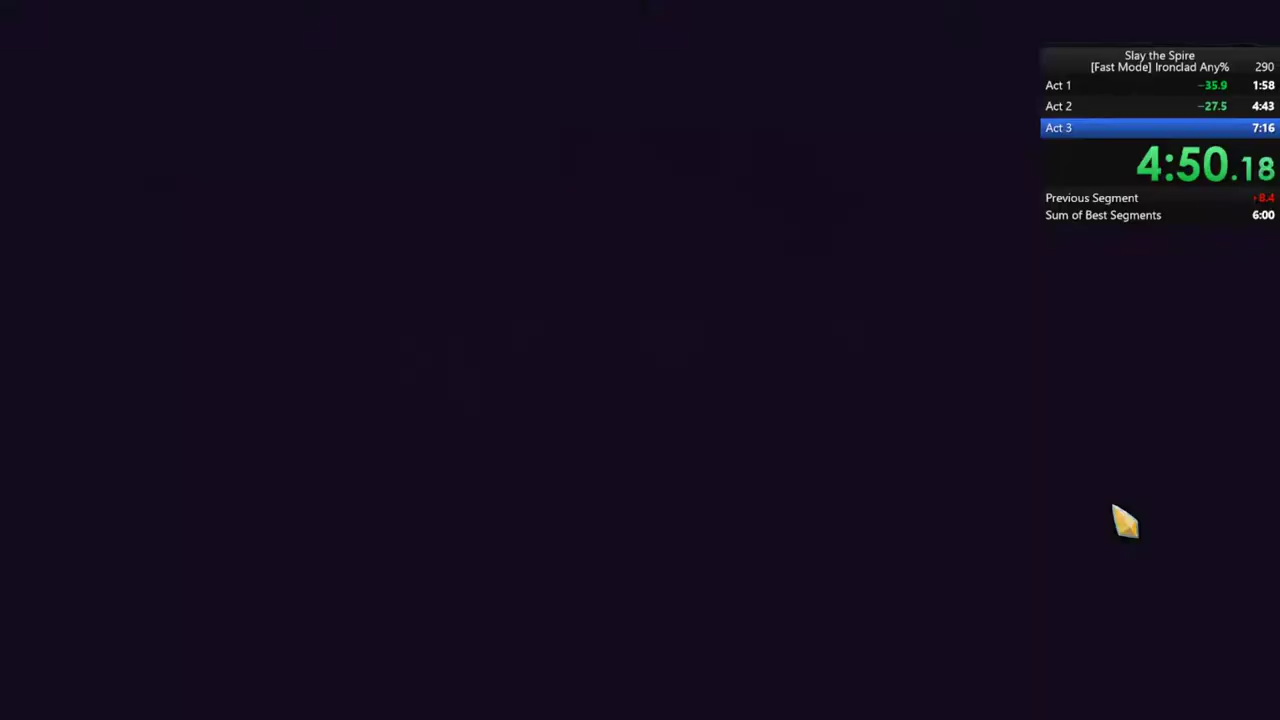 Slay the Spire
[Fast Mode] Ironclad Any% 290
Act 1 −35.9 1:58
Act 2 −27.5 4:43
Act 3 7:16
4:50.18
Previous Segment +8.4
Sum of Best Segments 6:00